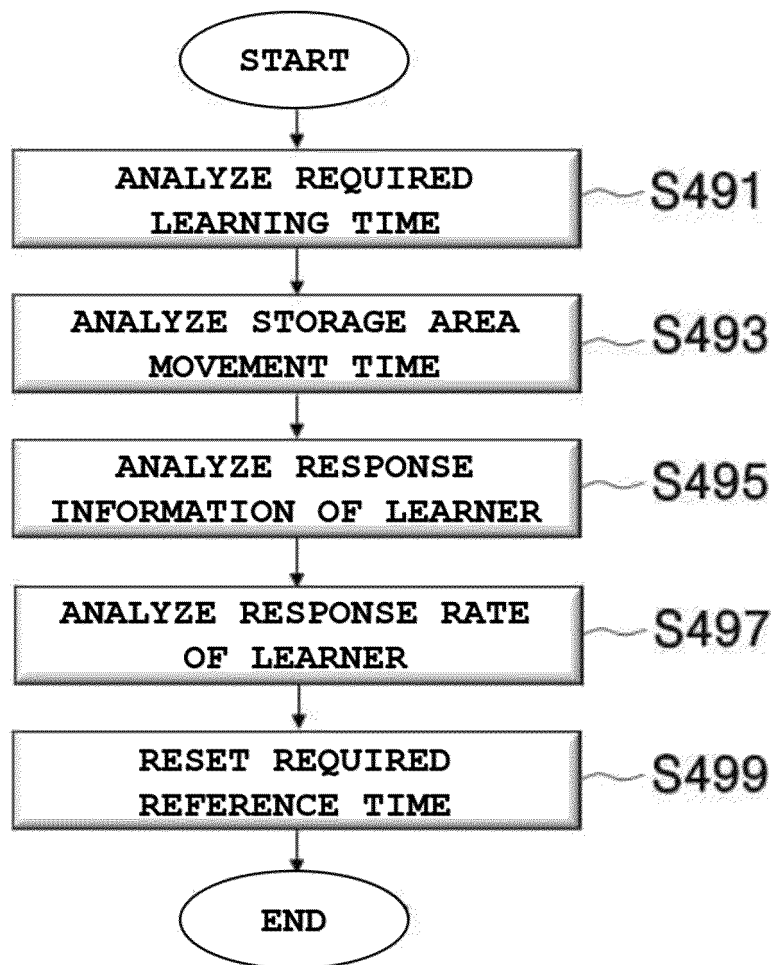 START
ANALYZE REQUIRED
LEARNING TIME
S491
ANALYZE STORAGE AREA
MOVEMENT TIME
S493
ANALYZE RESPONSE
INFORMATION OF LEARNER
S495
ANALYZE RESPONSE RATE
OF LEARNER
S497
RESET REQUIRED
REFERENCE TIME
S499
END